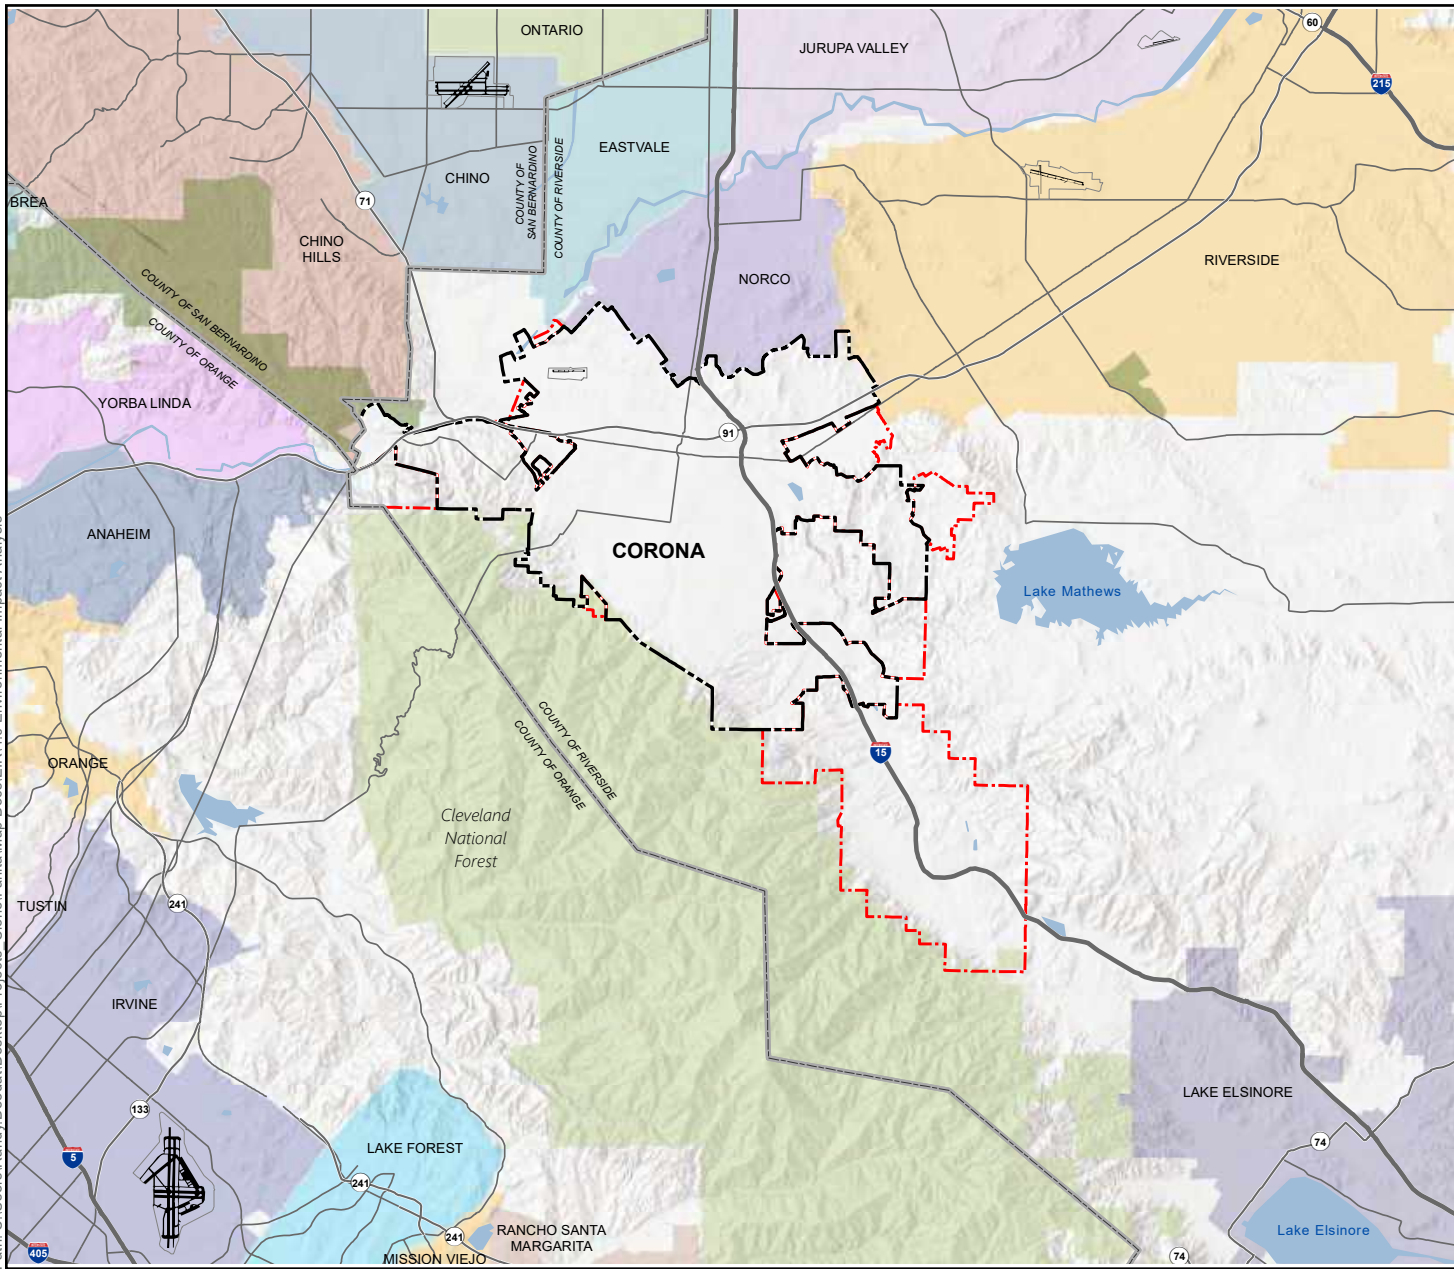 ONTARIO
JURUPA VALLEY
60
215
EASTVALE
CHINO
COUNTY OF
SAN BERNARDINO
COUNTY OF RIVERSIDE
71
BREA
CHINO
HILLS
NORCO
RIVERSIDE
COUNTY OF SAN BERNARDINO
COUNTY OF ORANGE
YORBA LINDA
91
ANAHEIM
CORONA
Lake Mathews
COUNTY OF RIVERSIDE
COUNTY OF ORANGE
15
ORANGE
Cleveland
National
Forest
TUSTIN
241
IRVINE
LAKE ELSINORE
133
74
LAKE FOREST
5
241
RANCHO SANTA
MARGARITA
241
Lake Elsinore
405
MISSION VIEJO
74